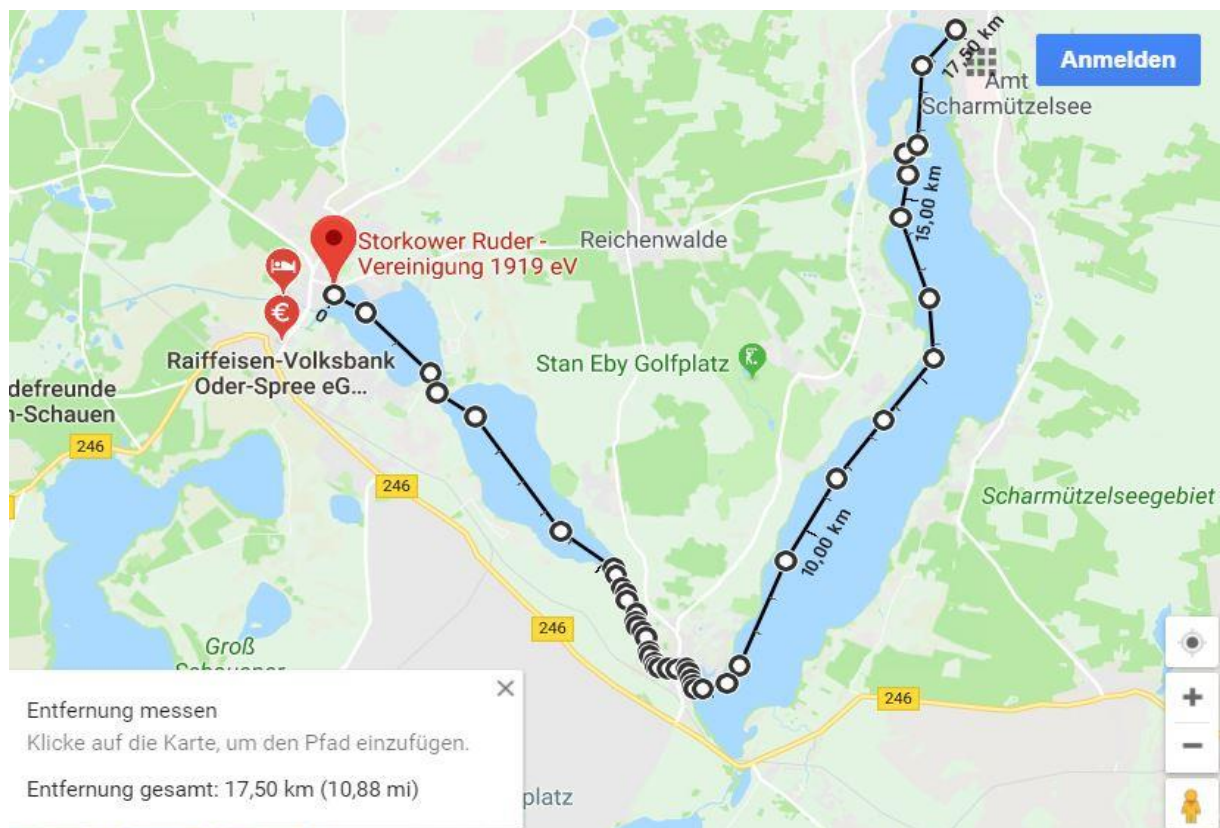 17,50 km
Anmelden
Amt
Scharmützelsee
Storkower Ruder -
Vereinigung 1919 eV
Reichenwalde
15,00 km
0
€
Raiffeisen-Volksbank
Oder-Spree eG...
Stan Eby Golfplatz
defreunde
n-Schauen
246
246
Scharmützelseegebiet
10,00 km
246
Groß
Schauener
246
Entfernung messen
Klicke auf die Karte, um den Pfad einzufügen.
Entfernung gesamt: 17,50 km (10,88 mi)
platz